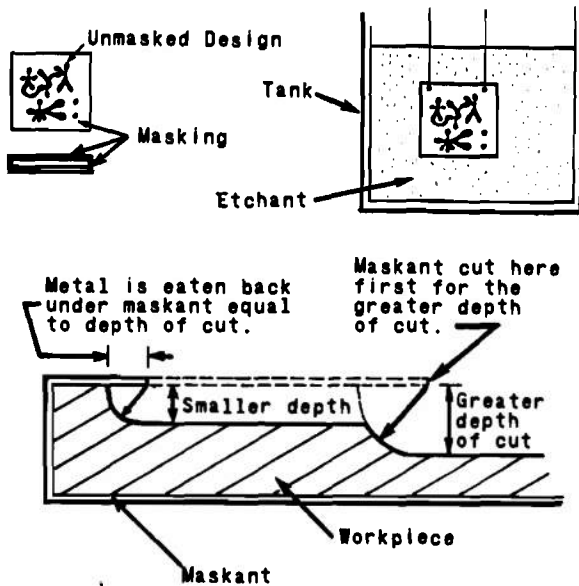 Unmasked Design
Masking
Tank
Etchant
Metal is eaten back
under maskant equal
to depth of cut.
Maskant cut here
first for the
greater depth
of cut.
Smaller depth
Greater
depth
of cut
Workpiece
Maskant